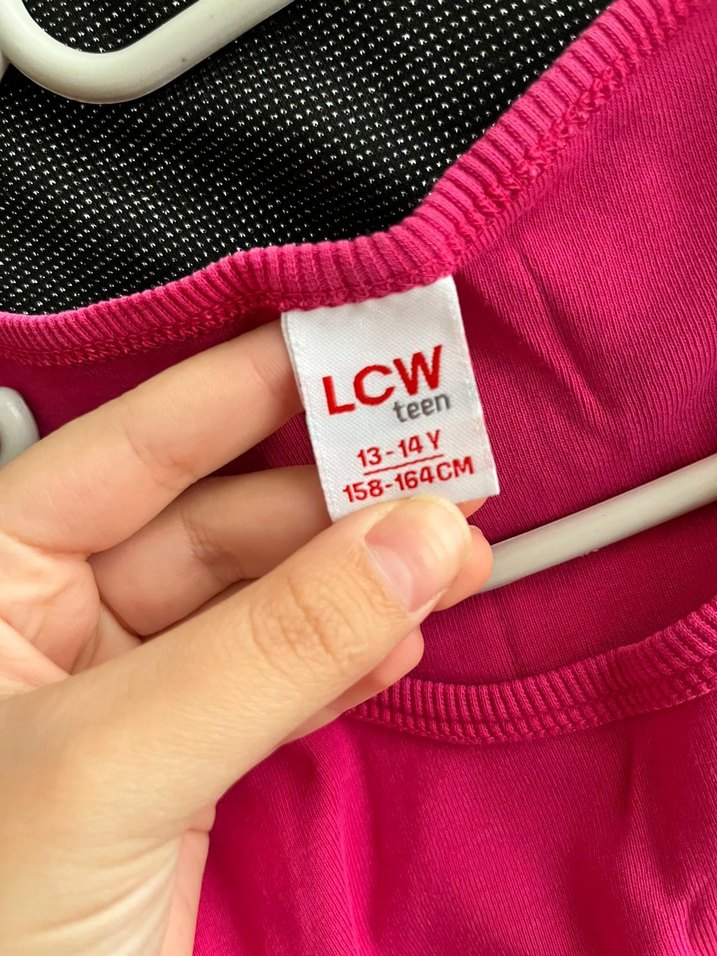 LCW
teen
13-14 Y
158-164CM